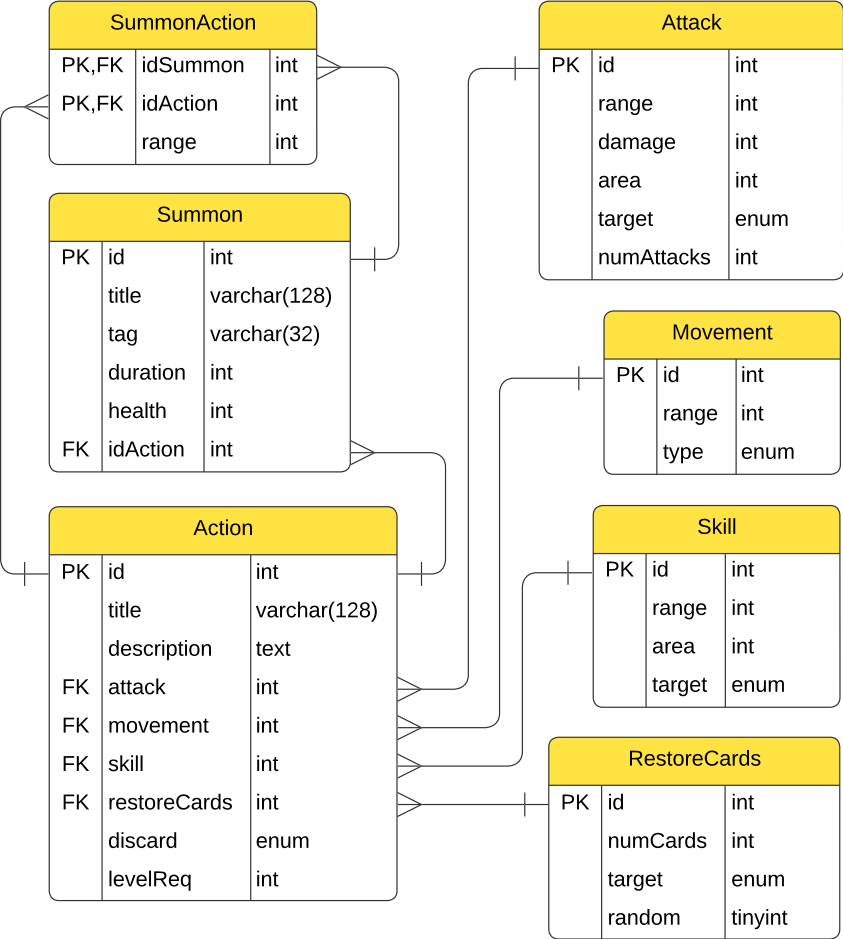 SummonAction
PK,FK idSummon int
PK,FK idAction int
range int
Summon
PK id int
title varchar(128)
tag varchar(32)
duration int
health int
FK idAction int
Action
PK id int
title varchar(128)
description text
FK attack int
FK movement int
FK skill int
FK restoreCards int
discard enum
levelReq int
Attack
PK id int
range int
damage int
area int
target enum
numAttacks int
Movement
PK id int
range int
type enum
Skill
PK id int
range int
area int
target enum
RestoreCards
PK id int
numCards int
target enum
random tinyint